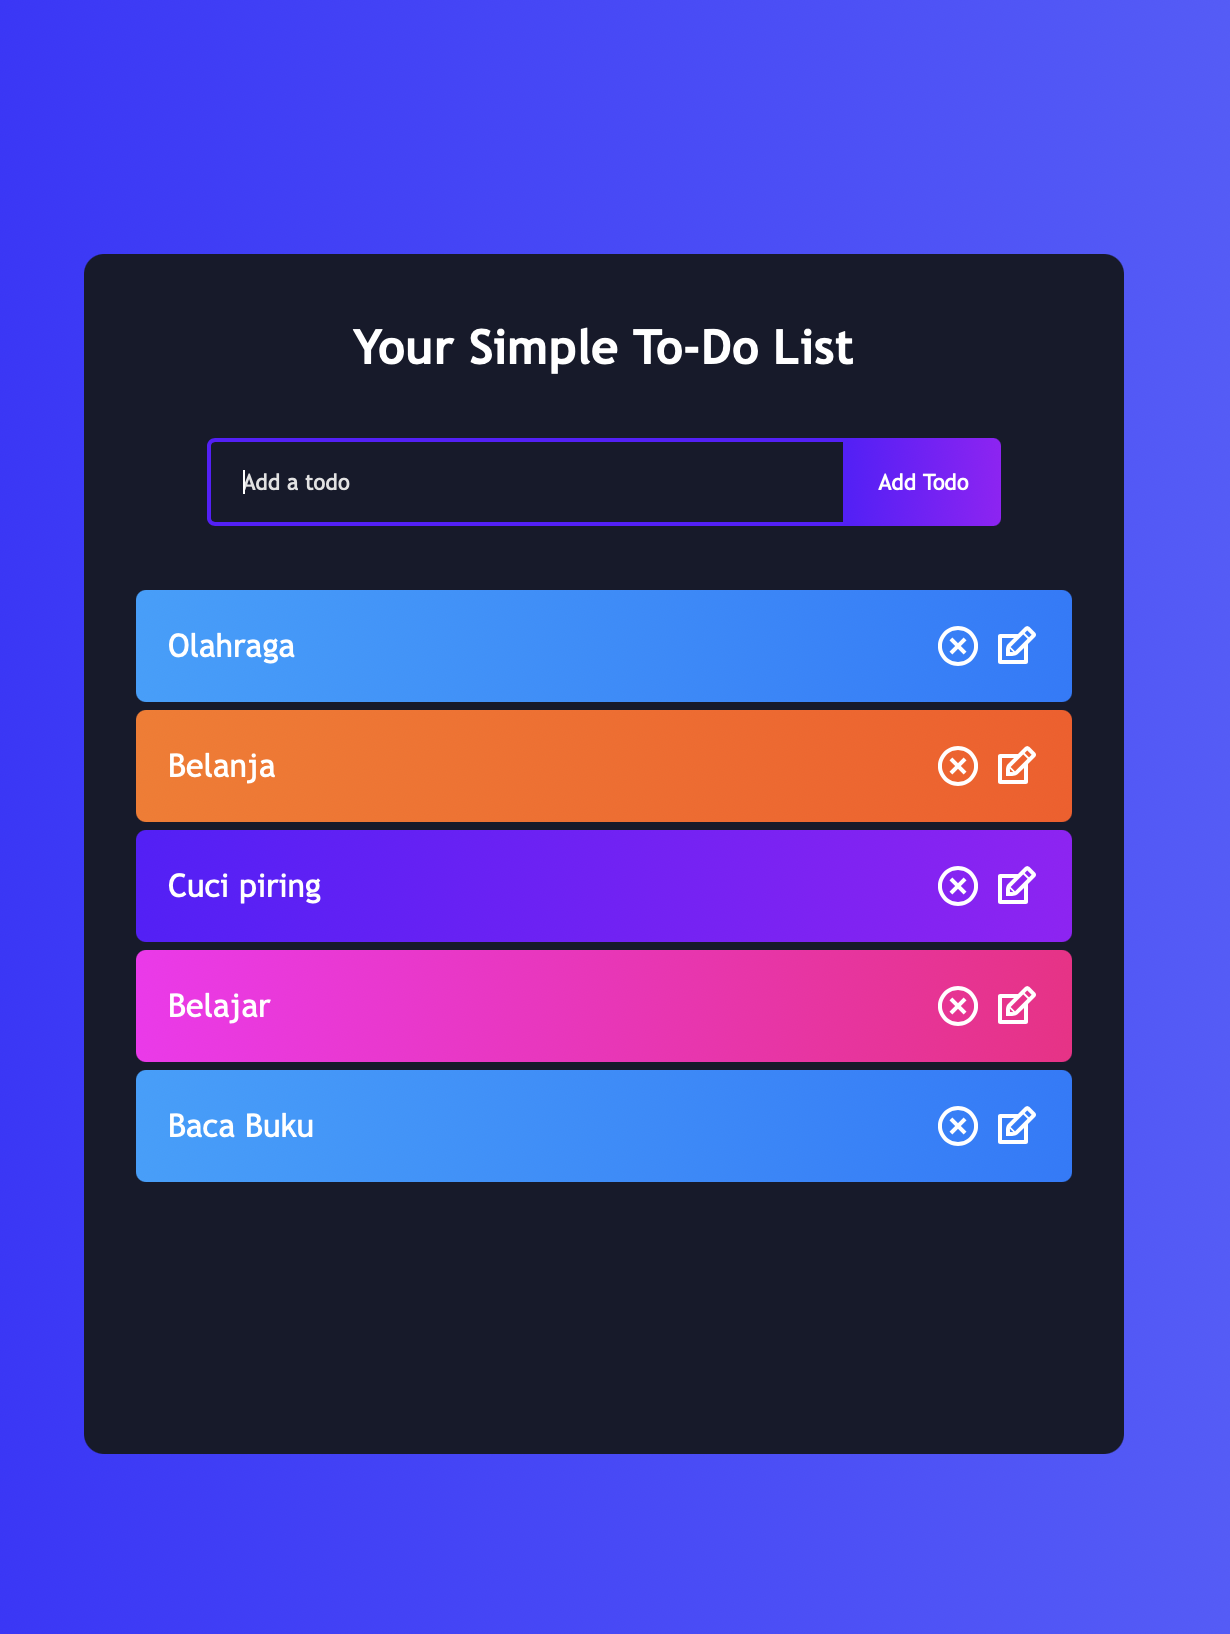 Your Simple To-Do List
Add a todo
Add Todo
Olahraga
Belanja
Cuci piring
Belajar
Baca Buku